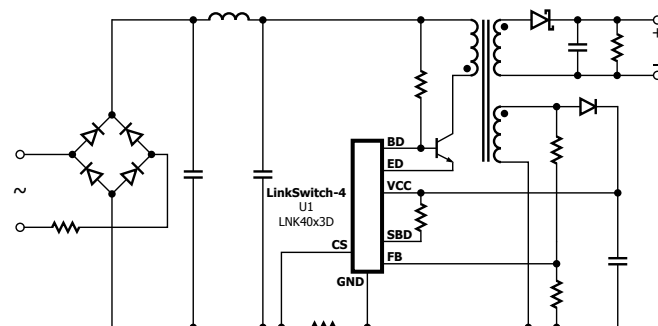 +
−
~
BD
ED
VCC
LinkSwitch-4
U1
LNK40x3D
SBD
CS
FB
GND